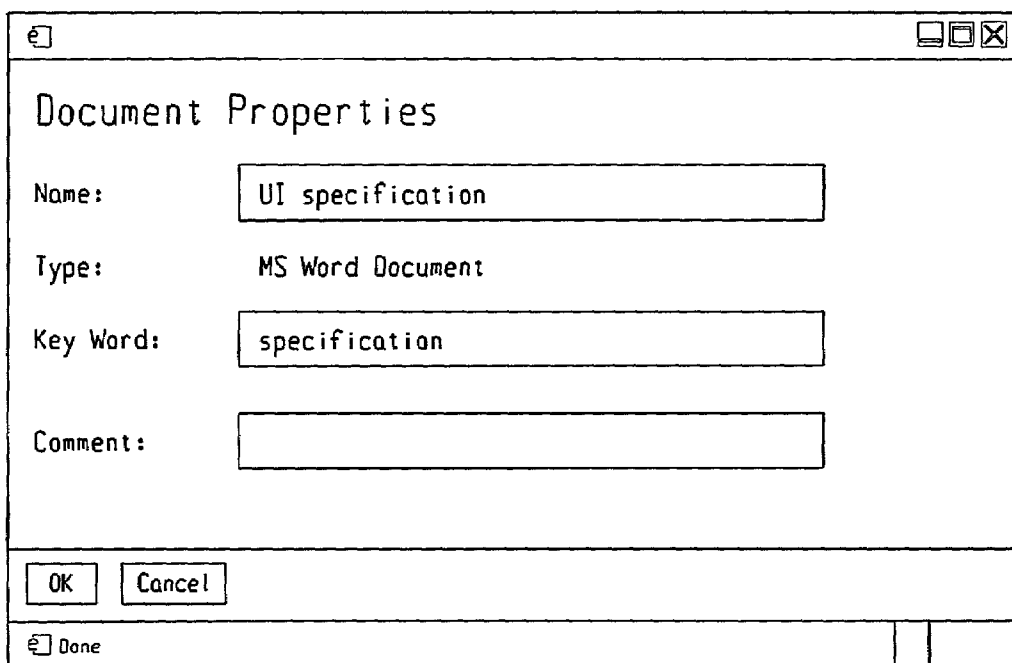 Document Properties
Name: UI specification
Type: MS Word Document
Key Word: specification
Comment:
OK Cancel
Done